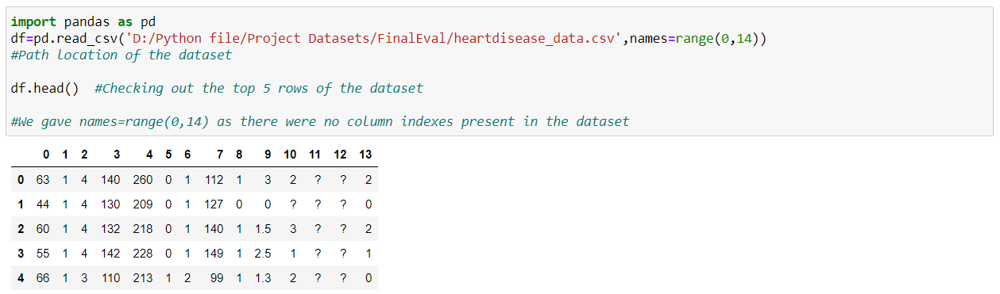 import pandas as pd
df=pd.read_csv('D:/Python file/Project Datasets/FinalEval/heartdisease_data.csv',names=range(0,14))
#Path location of the dataset
df.head()  #Checking out the top 5 rows of the dataset
#We gave names=range(0,14) as there were no column indexes present in the dataset
0 1 2 3 4 5 6 7 8 9 10 11 12 13
0 63 1 4 140 260 0 1 112 1 3 2 ? ? 2
1 44 1 4 130 209 0 1 127 0 0 ? ? ? 0
2 60 1 4 132 218 0 1 140 1 1.5 3 ? ? 2
3 55 1 4 142 228 0 1 149 1 2.5 1 ? ? 1
4 66 1 3 110 213 1 2 99 1 1.3 2 ? ? 0